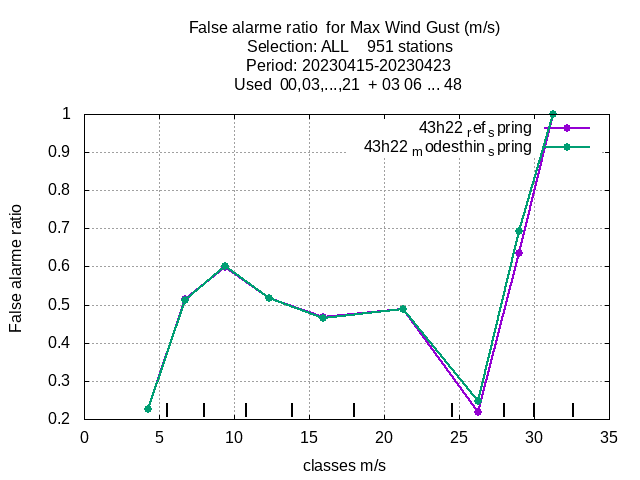 False alarme ratio  for Max Wind Gust (m/s)
Selection: ALL    951 stations
Period: 20230415-20230423
Used  00,03,...,21  + 03 06 ... 48
43h22 ref spring
43h22 modesthin spring
1
0.9
0.8
0.7
0.6
0.5
0.4
0.3
0.2
False alarme ratio
0 5 10 15 20 25 30 35
classes m/s